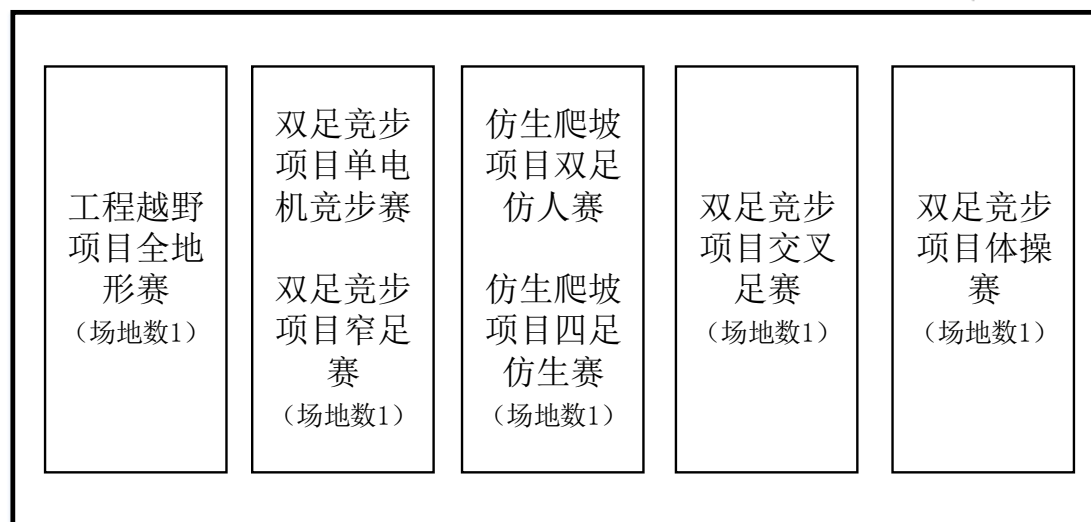 工程越野
项目全地
形赛
（场地数1）
双足竞步
项目单电
机竞步赛
双足竞步
项目窄足
赛
（场地数1）
仿生爬坡
项目双足
仿人赛
仿生爬坡
项目四足
仿生赛
（场地数1）
双足竞步
项目交叉
足赛
（场地数1）
双足竞步
项目体操
赛
（场地数1）